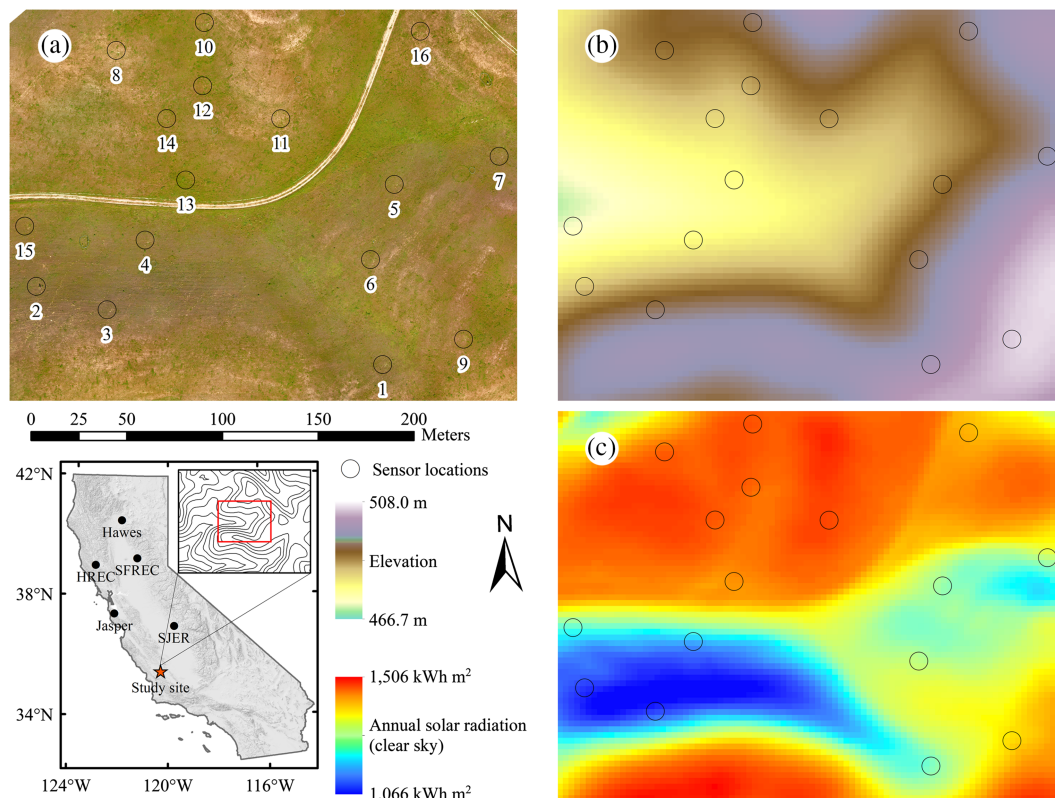 (a)
10
16
8
12
14
11
7
13
5
15
4
6
2
3
9
1
(b)
0 50 100 150 200
Meters
Sensor locations
508.0 m
Elevation
466.7 m
1,506 kWh m²
Annual solar radiation
(clear sky)
1,066 kWh m²
N
42°N
38°N
34°N
124°W 120°W 116°W
Hawes
SFREC
HREC
Jasper
SJER
Study site
(c)